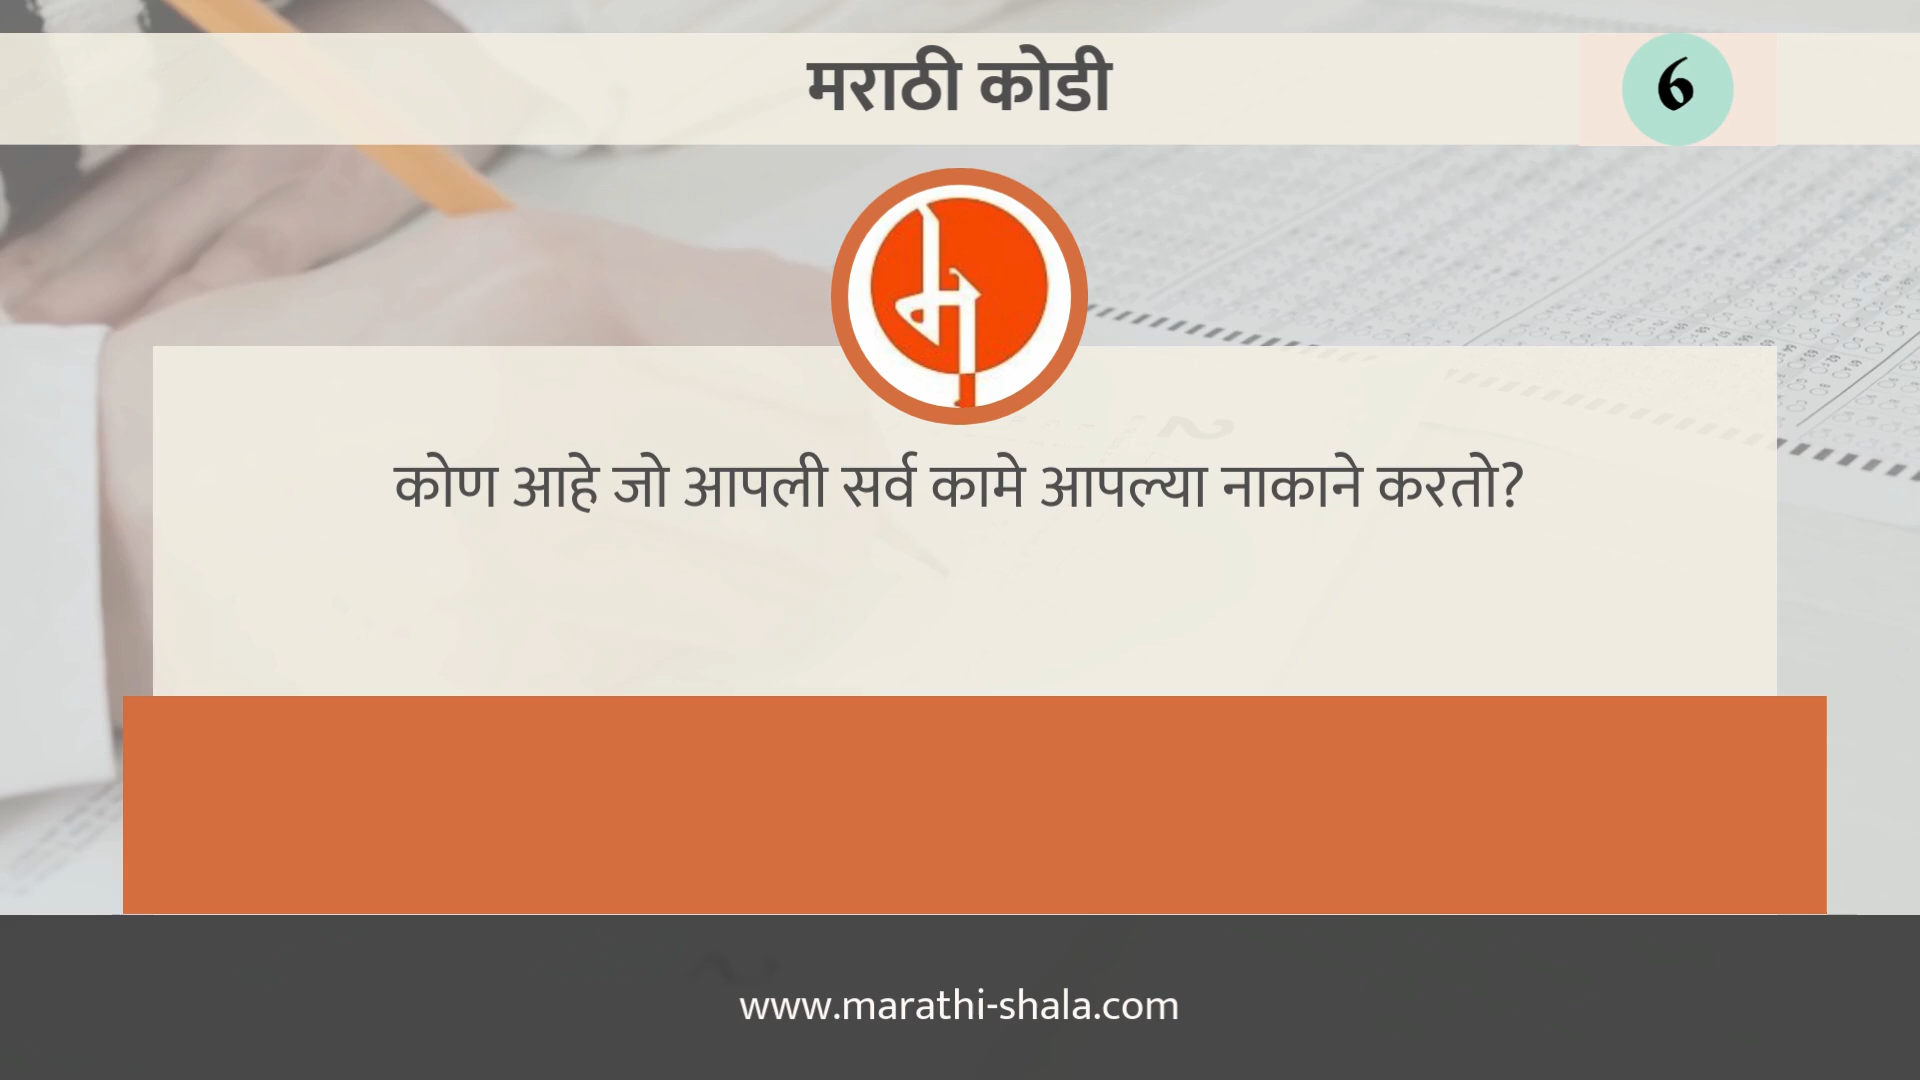 मराठी कोडी
6
कोण आहे जो आपली सर्व कामे आपल्या नाकाने करतो?
www.marathi-shala.com